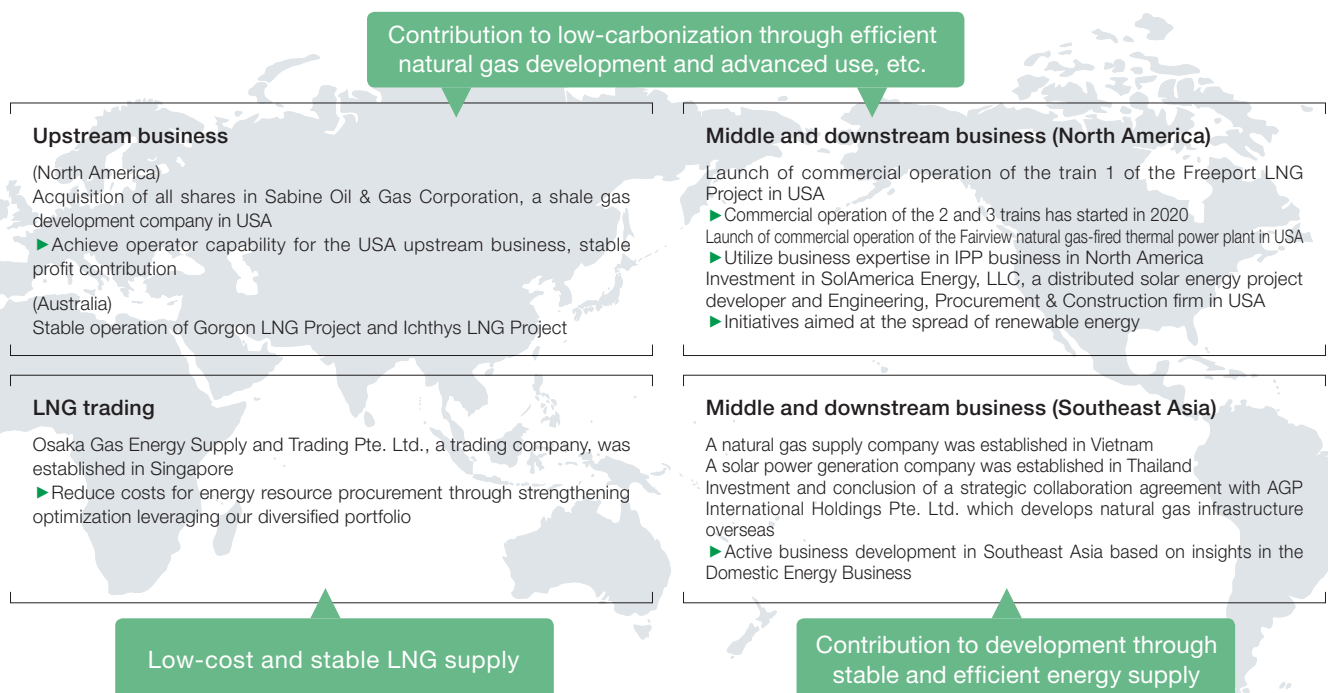 Contribution to low-carbonization through efficient
natural gas development and advanced use, etc.
Upstream business
(North America)
Acquisition of all shares in Sabine Oil & Gas Corporation, a shale gas
development company in USA
►Achieve operator capability for the USA upstream business, stable
profit contribution
(Australia)
Stable operation of Gorgon LNG Project and Ichthys LNG Project
Middle and downstream business (North America)
Launch of commercial operation of the train 1 of the Freeport LNG
Project in USA
►Commercial operation of the 2 and 3 trains has started in 2020
Launch of commercial operation of the Fairview natural gas-fired thermal power plant in USA
►Utilize business expertise in IPP business in North America
Investment in SolAmerica Energy, LLC, a distributed solar energy project
developer and Engineering, Procurement & Construction firm in USA
►Initiatives aimed at the spread of renewable energy
LNG trading
Osaka Gas Energy Supply and Trading Pte. Ltd., a trading company, was
established in Singapore
►Reduce costs for energy resource procurement through strengthening
optimization leveraging our diversified portfolio
Middle and downstream business (Southeast Asia)
A natural gas supply company was established in Vietnam
A solar power generation company was established in Thailand
Investment and conclusion of a strategic collaboration agreement with AGP
International Holdings Pte. Ltd. which develops natural gas infrastructure
overseas
►Active business development in Southeast Asia based on insights in the
Domestic Energy Business
Low-cost and stable LNG supply
Contribution to development through
stable and efficient energy supply